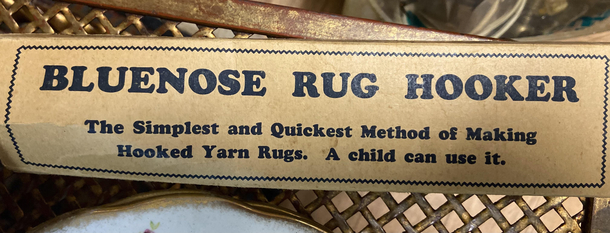 BLUENOSE RUG HOOKER
The Simplest and Quickest Method of Making
Hooked Yarn Rugs. A child can use it.